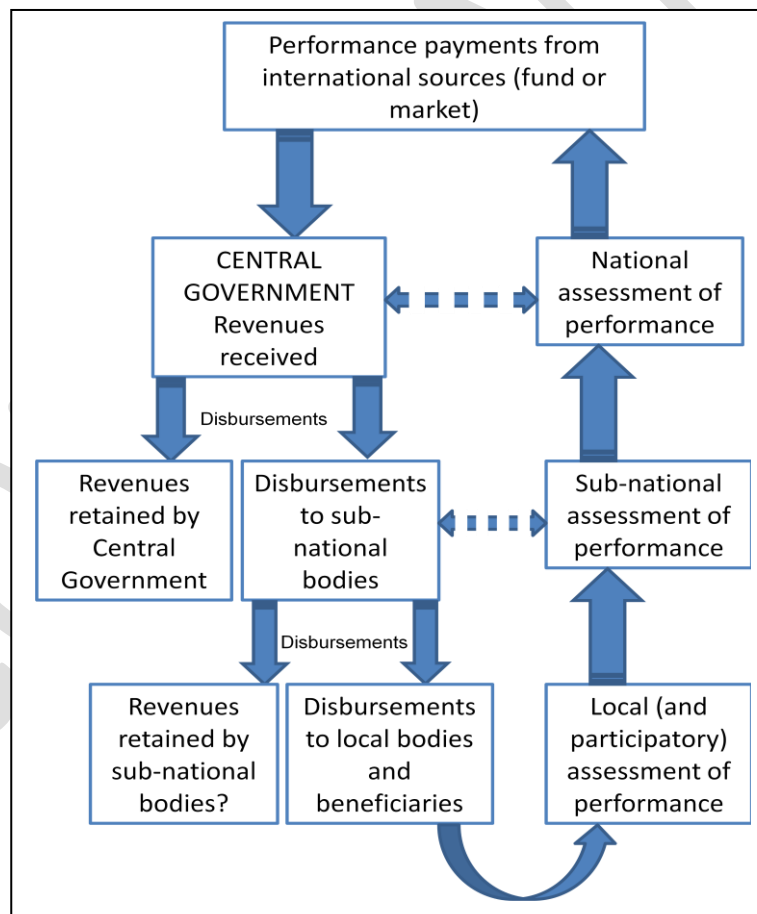 Performance payments from
international sources (fund or
market)
CENTRAL
GOVERNMENT
Revenues
received
National
assessment of
performance
Disbursements
Revenues
retained by
Central
Government
Disbursements
to sub-
national
bodies
Sub-national
assessment of
performance
Disbursements
Revenues
retained by
sub-national
bodies?
Disbursements
to local bodies
and
beneficiaries
Local (and
participatory)
assessment of
performance